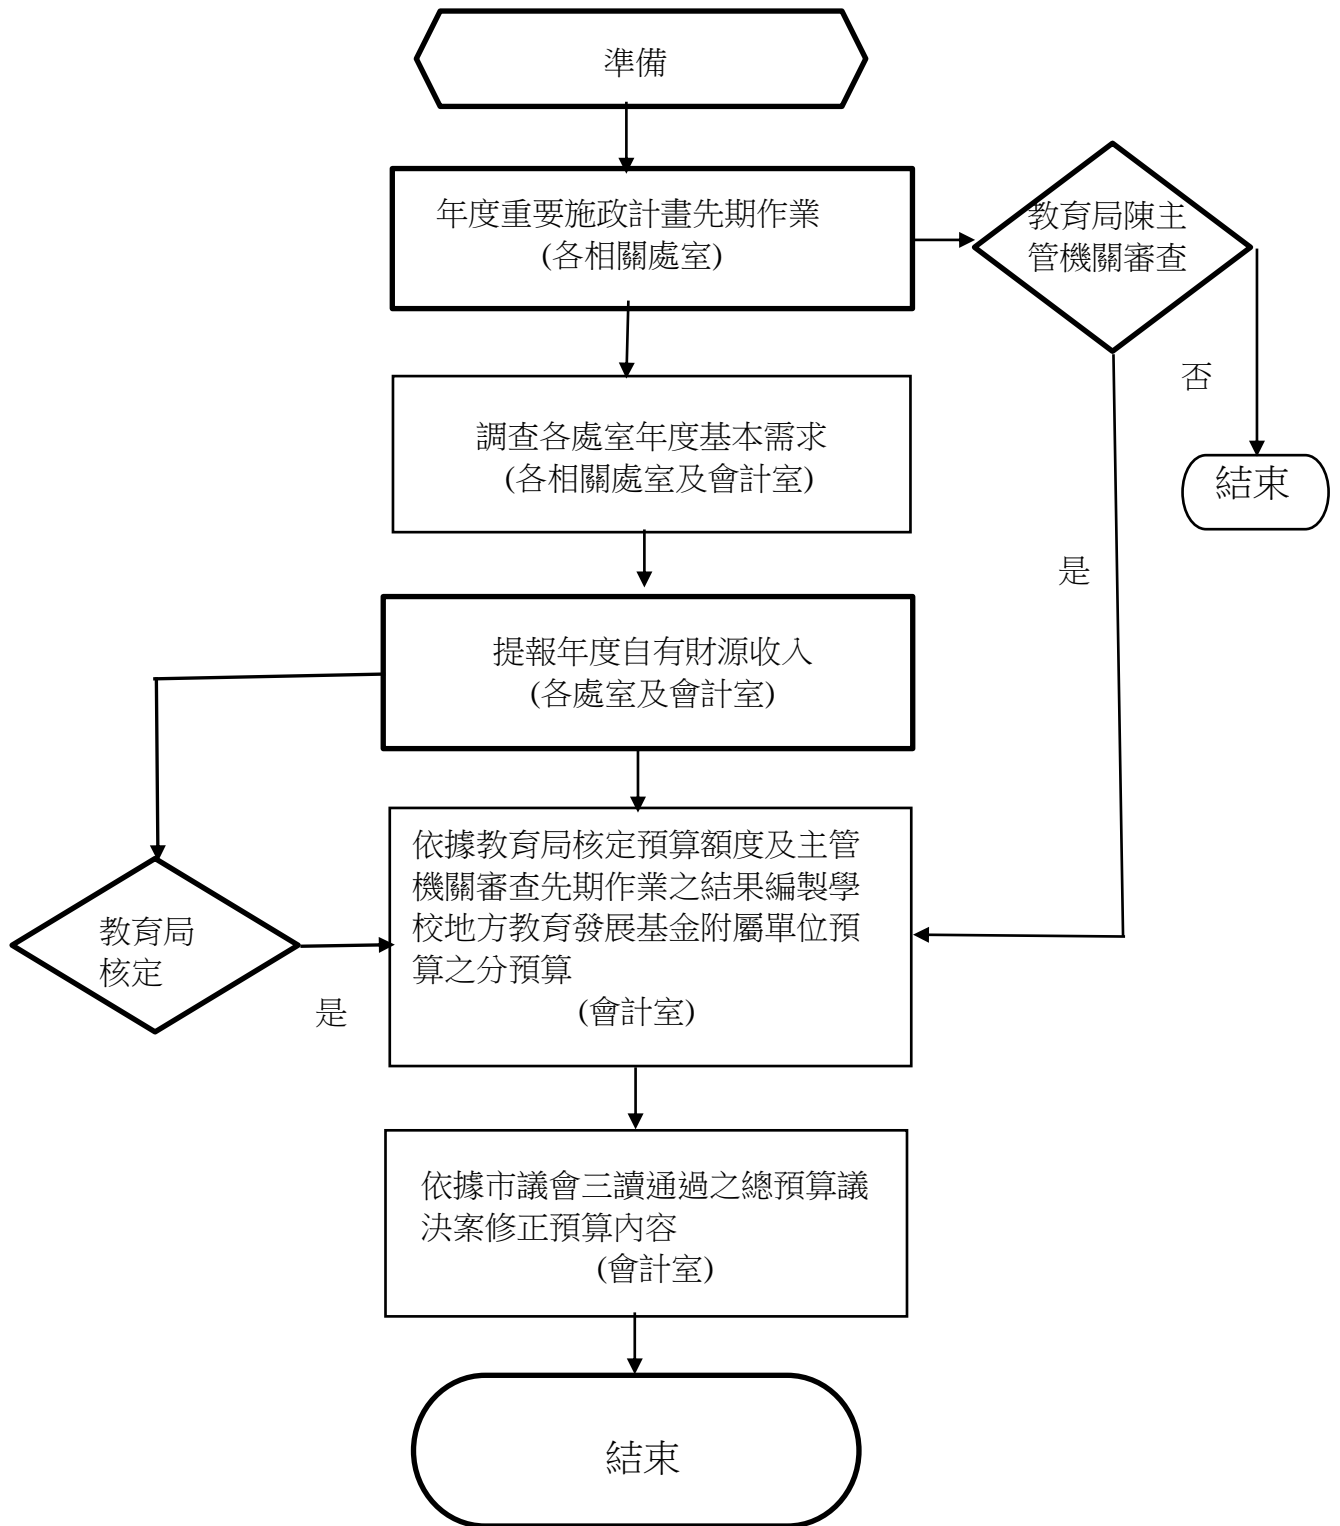 準備
年度重要施政計畫先期作業
(各相關處室)
教育局陳主
管機關審查
否
結束
調查各處室年度基本需求
(各相關處室及會計室)
是
提報年度自有財源收入
(各處室及會計室)
依據教育局核定預算額度及主管
機關審查先期作業之結果編製學
校地方教育發展基金附屬單位預
算之分預算
(會計室)
教育局
核定
是
依據市議會三讀通過之總預算議
決案修正預算內容
(會計室)
結束